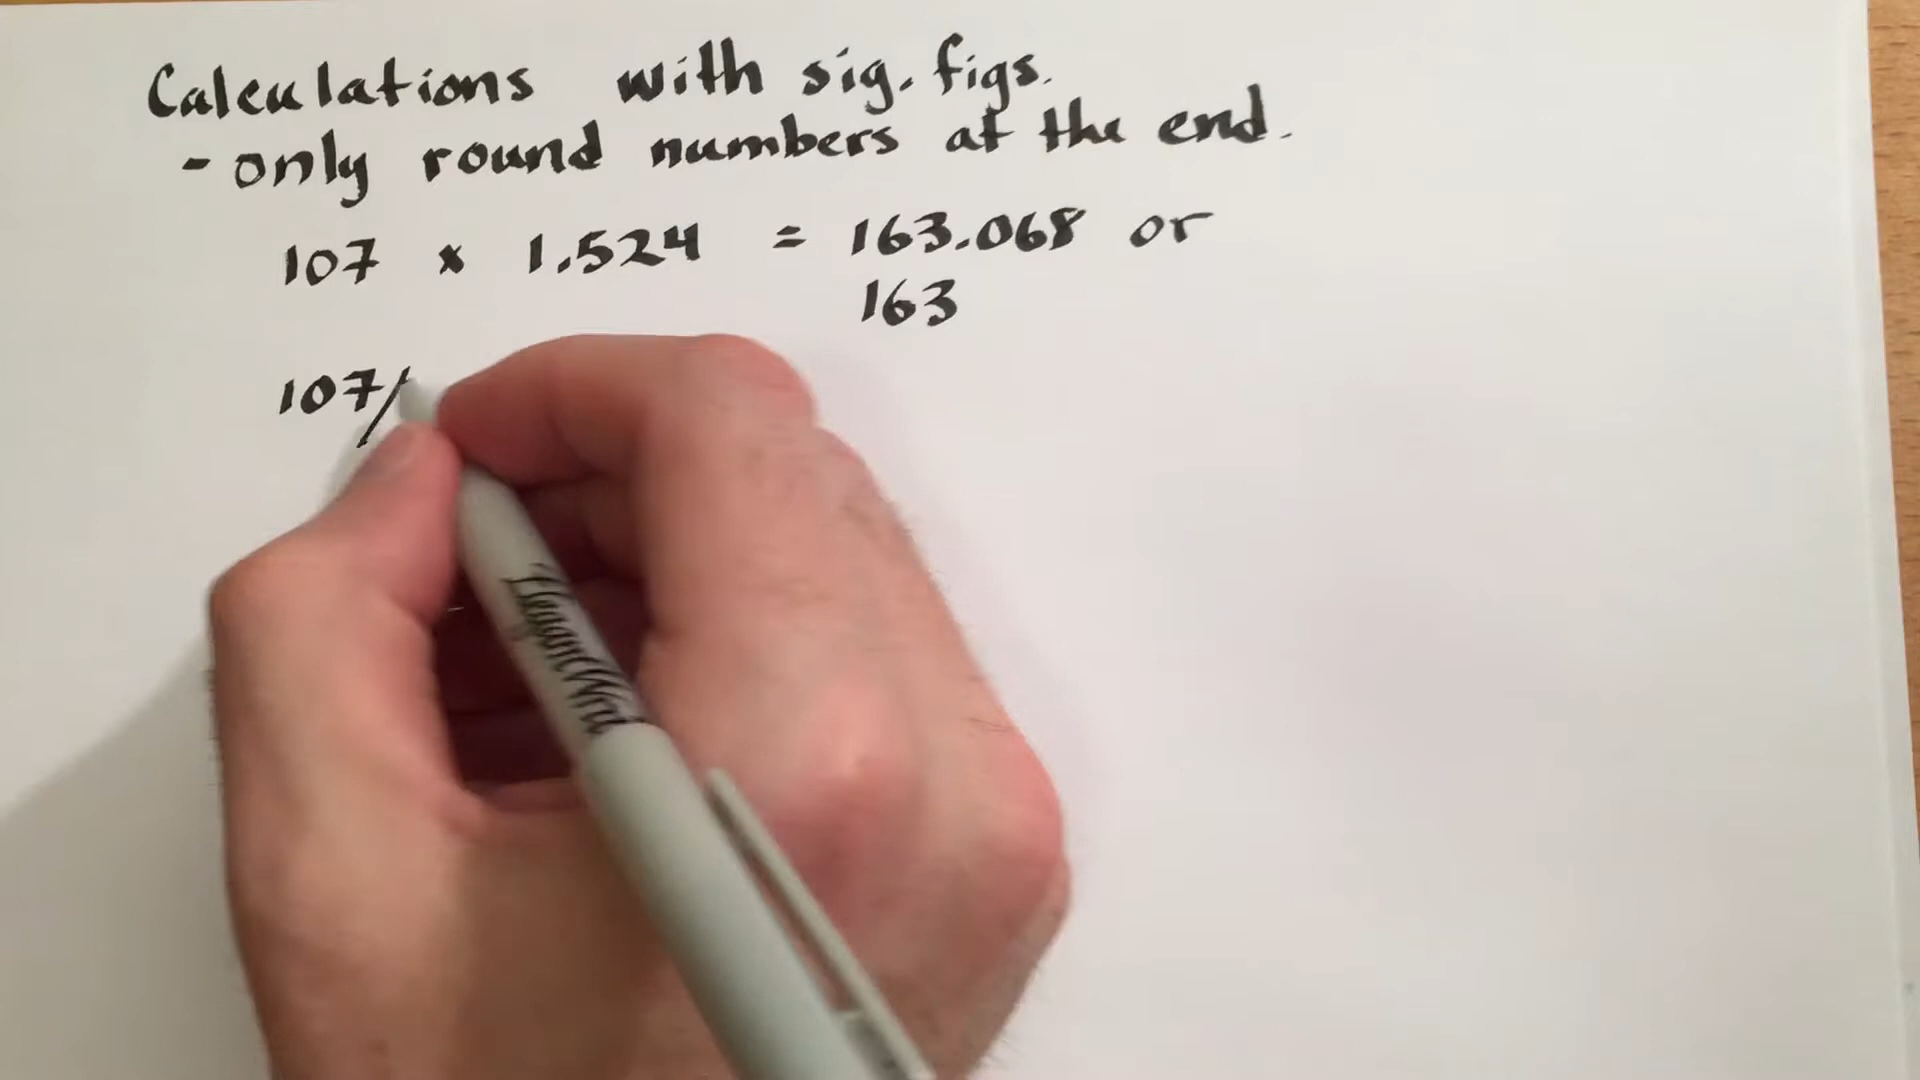 Calculations with sig. figs.
- only round numbers at the end.
107 x 1.524 = 163.068 or
163
107/